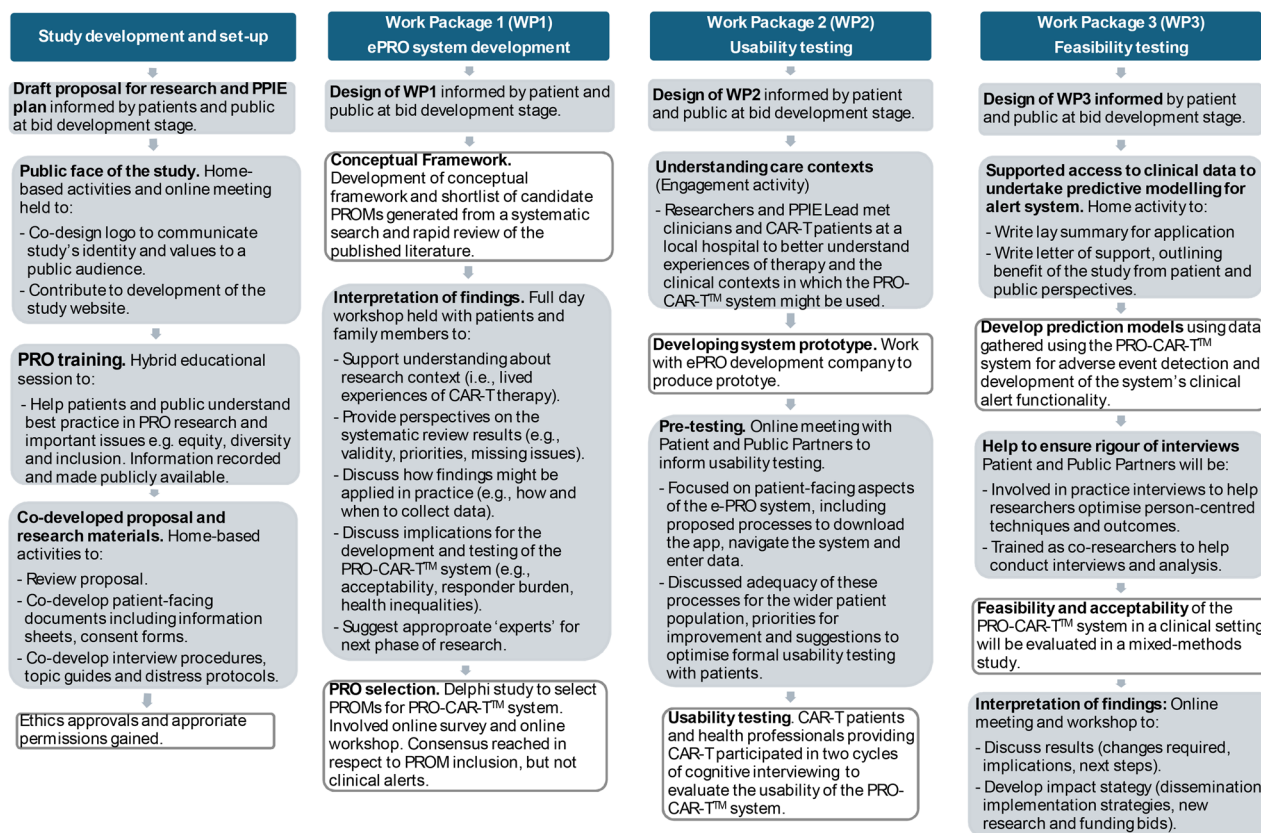 Study development and set-up
Draft proposal for research and PPIE
plan informed by patients and public
at bid development stage.
Public face of the study. Home-
based activities and online meeting
held to:
- Co-design logo to communicate
study's identity and values to a
public audience.
- Contribute to development of the
study website.
PRO training. Hybrid educational
session to:
- Help patients and public understand
best practice in PRO research and
important issues e.g. equity, diversity
and inclusion. Information recorded
and made publicly available.
Co-developed proposal and
research materials. Home-based
activities to:
- Review proposal.
- Co-develop patient-facing
documents including information
sheets, consent forms.
- Co-develop interview procedures,
topic guides and distress protocols.
Ethics approvals and approriate
permissions gained.
Work Package 1 (WP1)
ePRO system development
Design of WP1 informed by patient and
public at bid development stage.
Conceptual Framework.
Development of conceptual
framework and shortlist of candidate
PROMs generated from a systematic
search and rapid review of the
published literature.
Interpretation of findings. Full day
workshop held with patients and
family members to:
- Support understanding about
research context (i.e., lived
experiences of CAR-T therapy).
- Provide perspectives on the
systematic review results (e.g.,
validity, priorities, missing issues).
- Discuss how findings might be
applied in practice (e.g., how and
when to collect data).
- Discuss implications for the
development and testing of the
PRO-CAR-T™ system (e.g.,
acceptability, responder burden,
health inequalities).
- Suggest approproate 'experts' for
next phase of research.
PRO selection. Delphi study to select
PROMs for PRO-CAR-T™ system.
Involved online survey and online
workshop. Consensus reached in
respect to PROM inclusion, but not
clinical alerts.
Work Package 2 (WP2)
Usability testing
Design of WP2 informed by patient
and public at bid development stage.
Understanding care contexts
(Engagement activity)
- Researchers and PPIE Lead met
clinicians and CAR-T patients at a
local hospital to better understand
experiences of therapy and the
clinical contexts in which the PRO-
CAR-T™ system might be used.
Developing system prototype. Work
with ePRO development company to
produce prototye.
Pre-testing. Online meeting with
Patient and Public Partners to
inform usability testing.
- Focused on patient-facing aspects
of the e-PRO system, including
proposed processes to download
the app, navigate the system and
enter data.
- Discussed adequacy of these
processes for the wider patient
population, priorities for
improvement and suggestions to
optimise formal usability testing
with patients.
Usability testing. CAR-T patients
and health professionals providing
CAR-T participated in two cycles
of cognitive interviewing to
evaluate the usability of the PRO-
CAR-T™ system.
Work Package 3 (WP3)
Feasibility testing
Design of WP3 informed by patient
and public at bid development stage.
Supported access to clinical data to
undertake predictive modelling for
alert system. Home activity to:
- Write lay summary for application
- Write letter of support, outlining
benefit of the study from patient and
public perspectives.
Develop prediction models using data
gathered using the PRO-CAR-T™
system for adverse event detection and
development of the system's clinical
alert functionality.
Help to ensure rigour of interviews
Patient and Public Partners will be:
- Involved in practice interviews to help
researchers optimise person-centred
techniques and outcomes.
- Trained as co-researchers to help
conduct interviews and analysis.
Feasibility and acceptability of the
PRO-CAR-T™ system in a clinical setting
will be evaluated in a mixed-methods
study.
Interpretation of findings: Online
meeting and workshop to:
- Discuss results (changes required,
implications, next steps).
- Develop impact stategy (dissemination,
implementation strategies, new
research and funding bids).